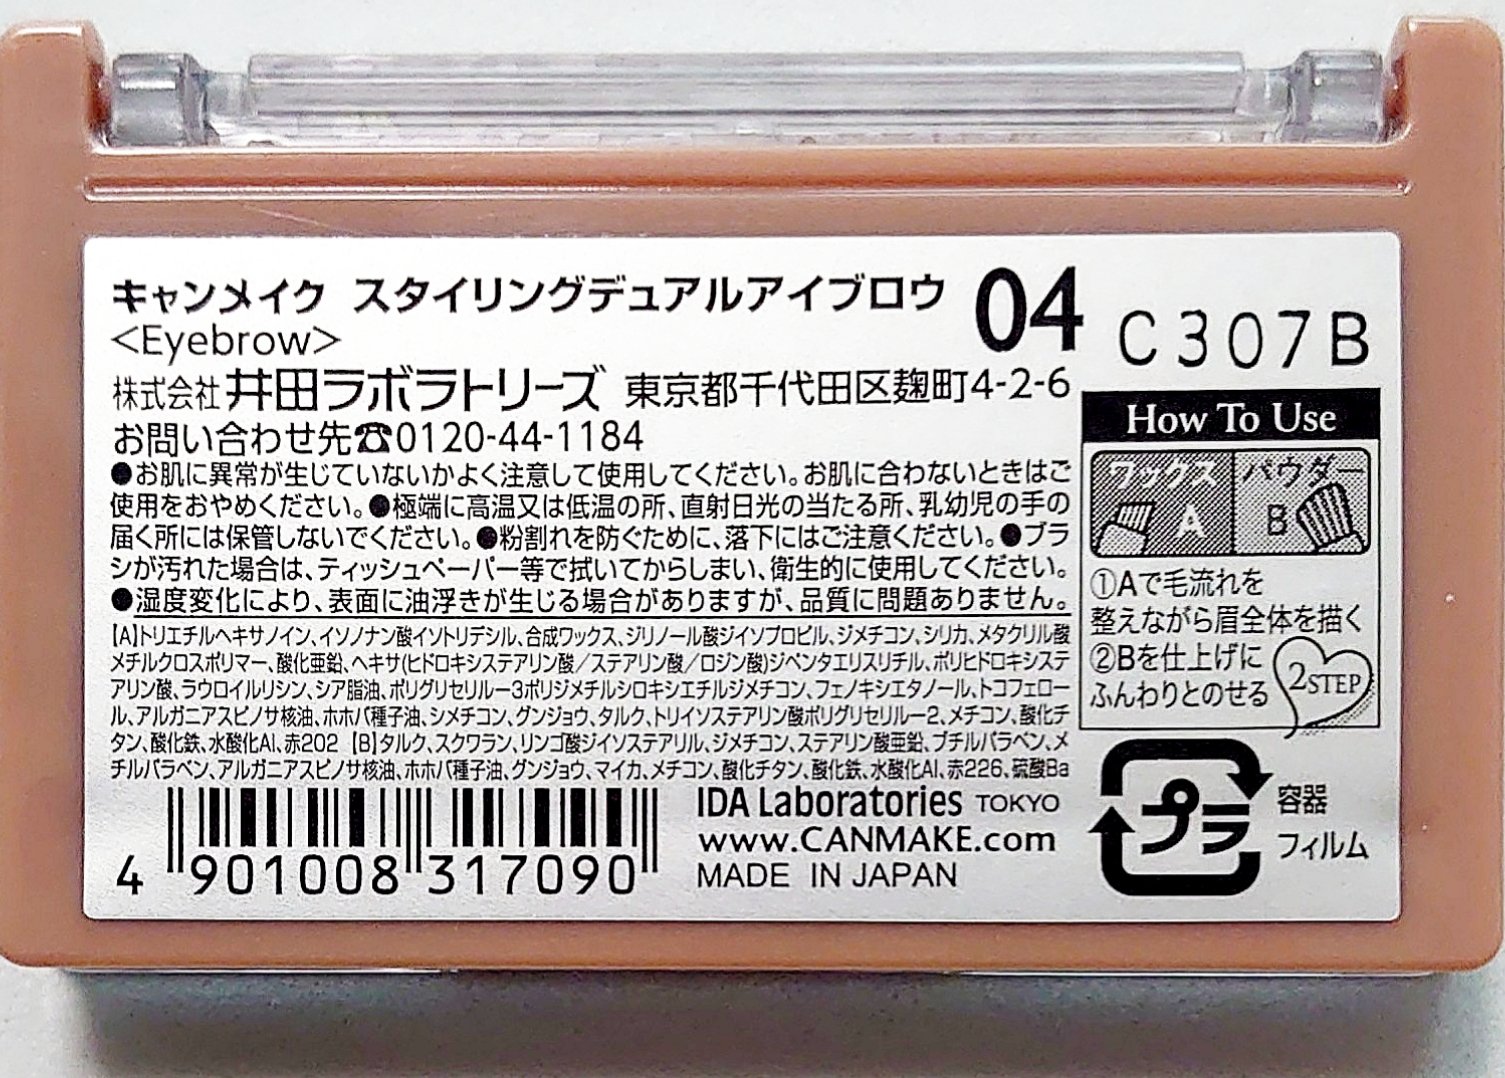 キャンメイク スタイリングデュアルアイブロウ 04
<Eyebrow>
C307B
株式会社 井田ラボラトリーズ 東京都千代田区麹町4-2-6
お問い合わせ先☎0120-44-1184
●お肌に異常が生じていないかよく注意して使用してください。お肌に合わないときはご
使用をおやめください。●極端に高温又は低温の所、直射日光の当たる所、乳幼児の手の
届く所には保管しないでください。●粉割れを防ぐために、落下にはご注意ください。●ブラ
シが汚れた場合は、ティッシュペーパー等で拭いてからしまい、衛生的に使用してください。
●湿度変化により、表面に油浮きが生じる場合がありますが、品質に問題ありません。
【A】トリエチルヘキサノイン、イソノナン酸イソトリデシル、合成ワックス、ジリノール酸ジイソプロピル、ジメチコン、シリカ、メタクリル酸
メチルクロスポリマー、酸化亜鉛、ヘキサ(ヒドロキシステアリン酸/ステアリン酸/ロジン酸)ジペンタエリスリチル、ポリヒドロキシステ
アリン酸、ラウロイルリシン、シア脂油、ポリグリセリル-3ポリジメチルシロキシエチルジメチコン、フェノキシエタノール、トコフェロー
ル、アルガニアスピノサ核油、ホホバ種子油、シメチコン、グンジョウ、タルク、トリイソステアリン酸ポリグリセリル-2、メチコン、酸化チ
タン、酸化鉄、水酸化Al、赤202 【B】タルク、スクワラン、リンゴ酸ジイソステアリル、ジメチコン、ステアリン酸亜鉛、ブチルパラベン、メ
チルパラベン、アルガニアスピノサ核油、ホホバ種子油、グンジョウ、マイカ、メチコン、酸化チタン、酸化鉄、水酸化Al、赤226、硫酸Ba
How To Use
ワックス パウダー
A B
①Aで毛流れを
整えながら眉全体を描く
②Bを仕上げに
ふんわりとのせる
2STEP
4 901008 317090
IDA Laboratories TOKYO
www.CANMAKE.com
MADE IN JAPAN
プラ
容器
フィルム